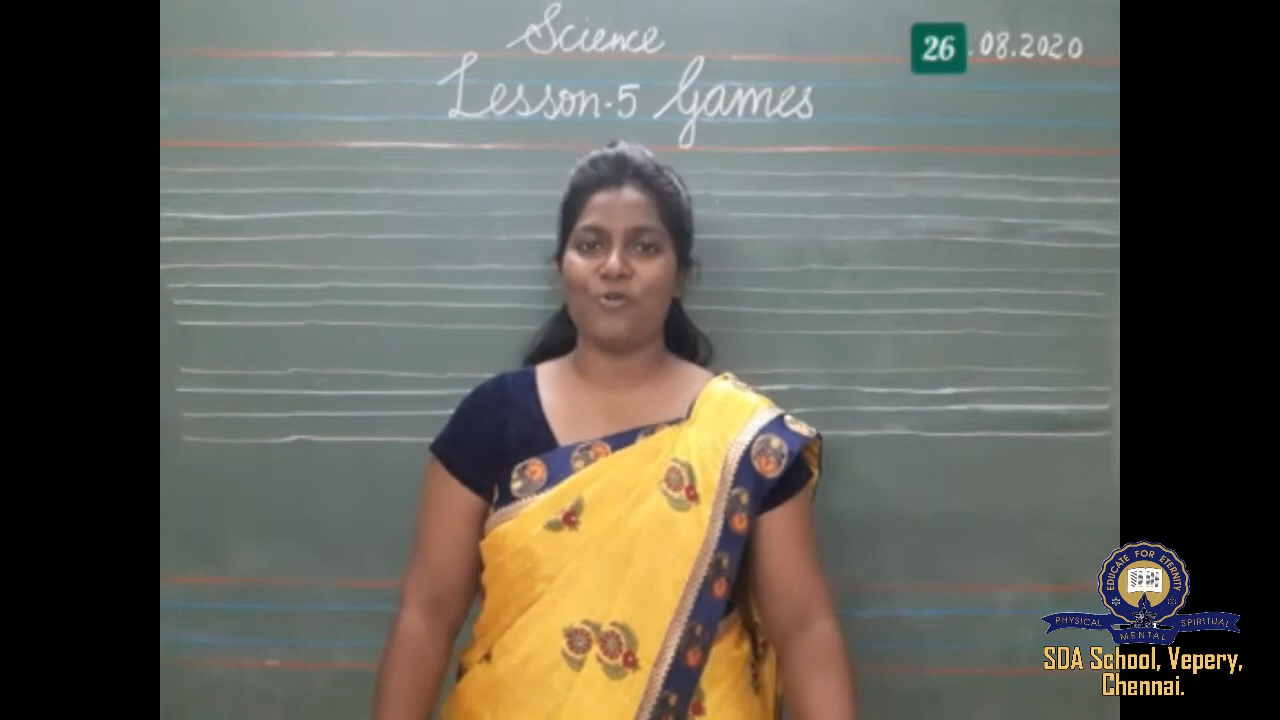 Science
26.08.2020
Lesson-5 Games
EDUCATE FOR ETERNITY
PHYSICAL MENTAL SPIRITUAL
SDA School, Vepery,
Chennai.